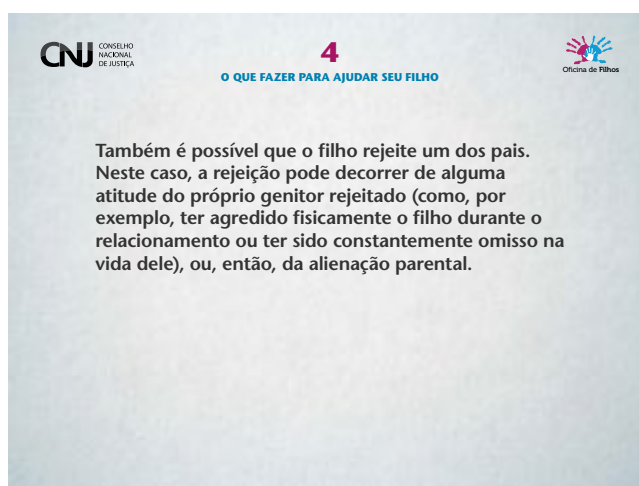 CNJ
CONSELHO
NACIONAL
DE JUSTIÇA
4
O QUE FAZER PARA AJUDAR SEU FILHO
Oficina de Filhos
Também é possível que o filho rejeite um dos pais.
Neste caso, a rejeição pode decorrer de alguma
atitude do próprio genitor rejeitado (como, por
exemplo, ter agredido fisicamente o filho durante o
relacionamento ou ter sido constantemente omisso na
vida dele), ou, então, da alienação parental.